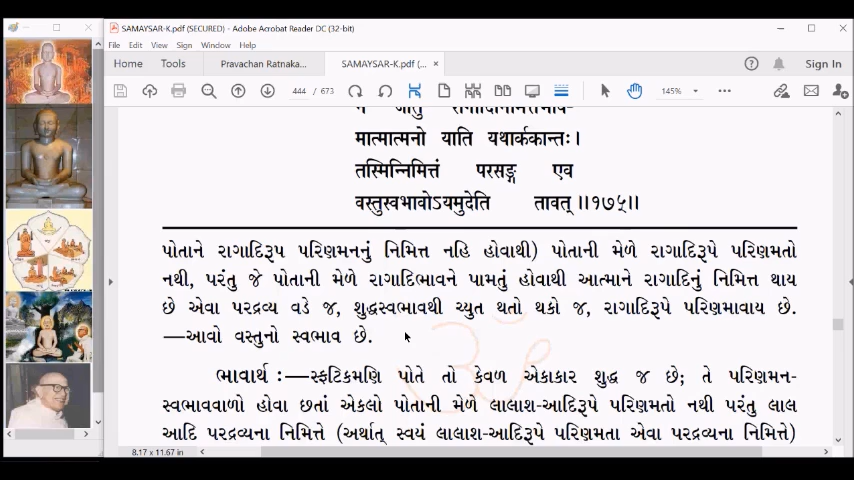 SAMAYSAR-K.pdf (SECURED) - Adobe Acrobat Reader DC (32-bit)
File Edit View Sign Window Help
Home Tools Pravachan Ratnaka... SAMAYSAR-K.pdf (... × Sign In
444 / 673 145%
मात्मात्मनो याति यथार्ककान्तः।
तस्मिन्निमित्तं परसङ्ग एव
वस्तुस्वभावोऽयमुदेति तावत्।।१७५।।
પોતાને રાગાદિરૂપ પરિણમનનું નિમિત્ત નહિ હોવાથી) પોતાની મેળે રાગાદિરૂપે પરિણમતો
નથી, પરંતુ જે પોતાની મેળે રાગાદિભાવને પામતું હોવાથી આત્માને રાગાદિનું નિમિત્ત થાય
છે એવા પરદ્રવ્ય વડે જ, શુદ્ધસ્વભાવથી ચ્યુત થતો થકો જ, રાગાદિરૂપે પરિણમાવાય છે.
—આવો વસ્તુનો સ્વભાવ છે.
ભાવાર્થ :—સ્ફટિકમણિ પોતે તો કેવળ એકાકાર શુદ્ધ જ છે; તે પરિણમન-
સ્વભાવવાળો હોવા છતાં એકલો પોતાની મેળે લાલાશ-આદિરૂપે પરિણમતો નથી પરંતુ લાલ
આદિ પરદ્રવ્યના નિમિત્તે (અર્થાત્ સ્વયં લાલાશ-આદિરૂપે પરિણમતા એવા પરદ્રવ્યના નિમિત્તે)
8.17 x 11.67 in